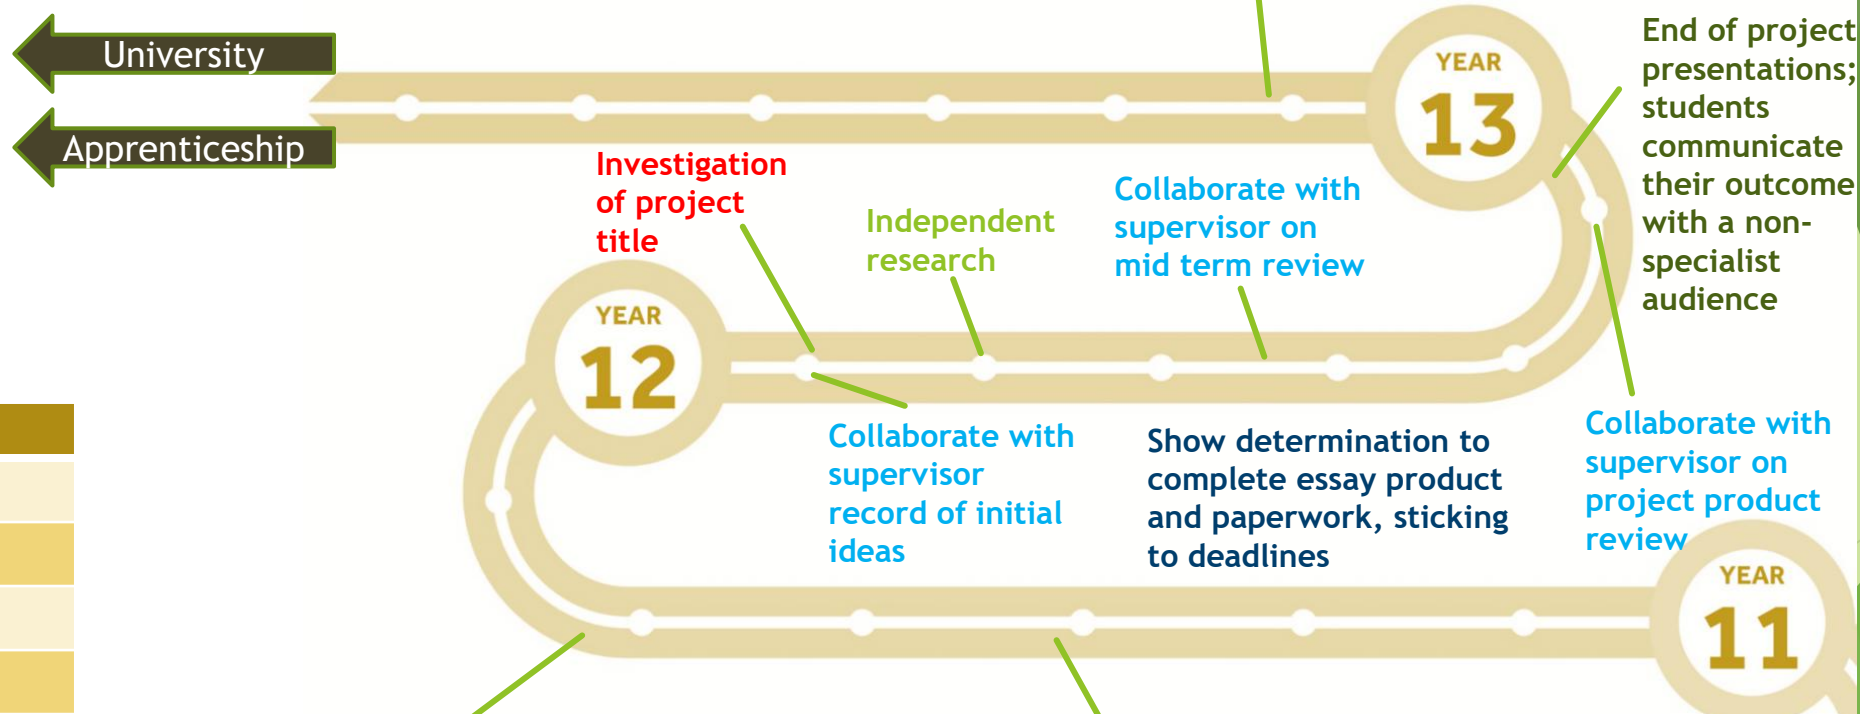 University
Apprenticeship
YEAR
13
End of project
presentations;
students
communicate
their outcome
with a non-
specialist
audience
Investigation
of project
title
Independent
research
Collaborate with
supervisor on
mid term review
YEAR
12
Collaborate with
supervisor
record of initial
ideas
Show determination to
complete essay product
and paperwork, sticking
to deadlines
Collaborate with
supervisor on
project product
review
YEAR
11